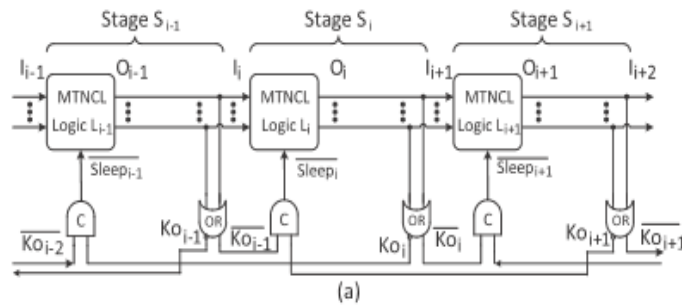 Stage S i-1 Stage S i Stage S i+1
I i-1 O i-1 I i O i I i+1 O i+1 I i+2
MTNCL MTNCL MTNCL
Logic L i-1 Logic L i Logic L i+1
Sleep i-1 Sleep i Sleep i+1
C OR C OR C OR
Ko i-2 Ko i-1 Ko i-1 Ko i Ko i Ko i+1 Ko i+1
(a)